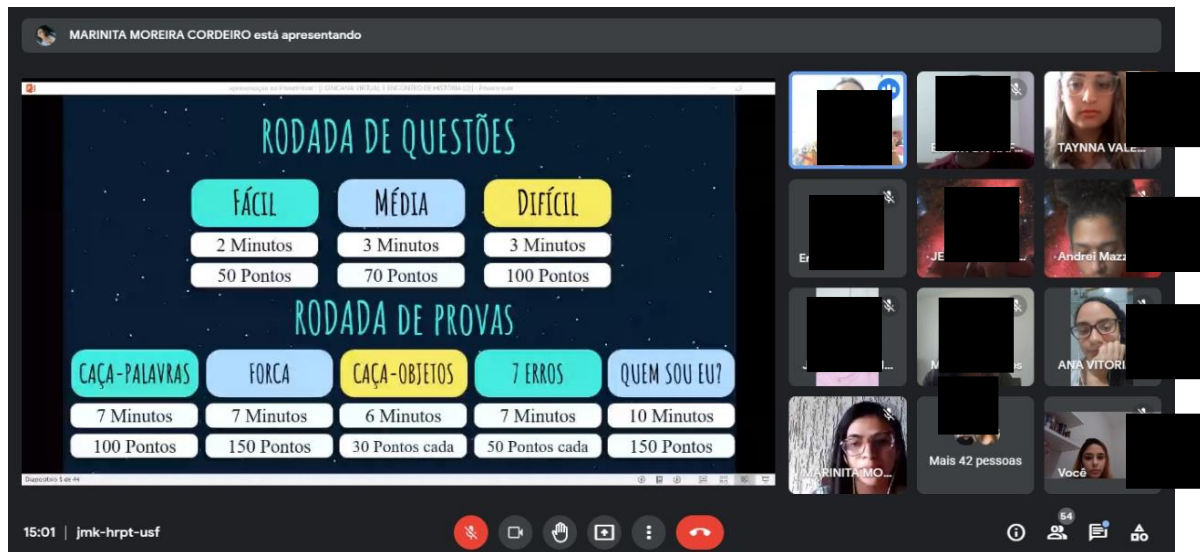 MARINITA MOREIRA CORDEIRO está apresentando
RODADA DE QUESTÕES
FÁCIL
MÉDIA
DIFÍCIL
2 Minutos
3 Minutos
3 Minutos
50 Pontos
70 Pontos
100 Pontos
RODADA DE PROVAS
CAÇA-PALAVRAS
FORCA
CAÇA-OBJETOS
7 ERROS
QUEM SOU EU?
7 Minutos
7 Minutos
6 Minutos
7 Minutos
10 Minutos
100 Pontos
150 Pontos
30 Pontos cada
50 Pontos cada
150 Pontos
TAYNNA VALE...
Andrei Mazz
ANA VITORI
MARINITA MO...
Mais 42 pessoas
Você
15:01 | jmk-hrpt-usf
54